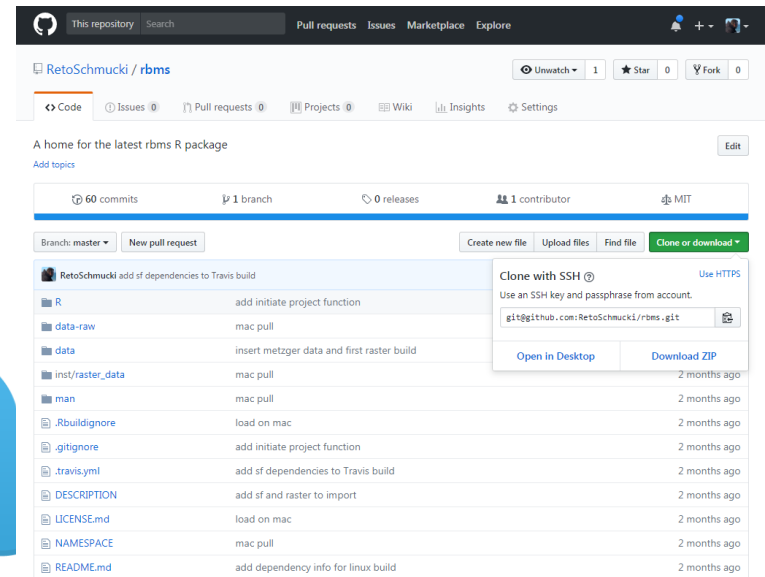 This repository Search Pull requests Issues Marketplace Explore
RetoSchmucki / rbms Unwatch 1 Star 0 Fork 0
Code Issues 0 Pull requests 0 Projects 0 Wiki Insights Settings
A home for the latest rbms R package Edit
Add topics
60 commits 1 branch 0 releases 1 contributor MIT
Branch: master New pull request Create new file Upload files Find file Clone or download
RetoSchmucki add sf dependencies to Travis build
Clone with SSH Use HTTPS
Use an SSH key and passphrase from account.
git@github.com:RetoSchmucki/rbms.git
Open in Desktop Download ZIP
R add initiate project function
data-raw mac pull
data insert metzger data and first raster build
inst/raster_data mac pull 2 months ago
man mac pull 2 months ago
.Rbuildignore load on mac 2 months ago
.gitignore add initiate project function 2 months ago
.travis.yml add sf dependencies to Travis build 2 months ago
DESCRIPTION add sf and raster to import 2 months ago
LICENSE.md load on mac 2 months ago
NAMESPACE mac pull 2 months ago
README.md add dependency info for linux build 2 months ago